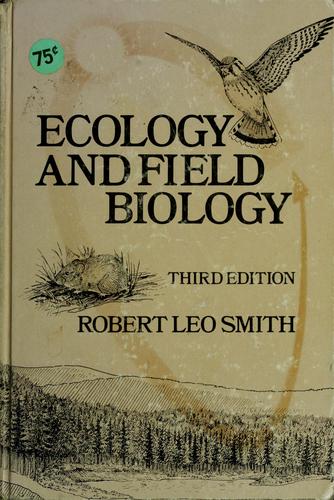 75¢
ECOLOGY
AND FIELD
BIOLOGY
THIRD EDITION
ROBERT LEO SMITH